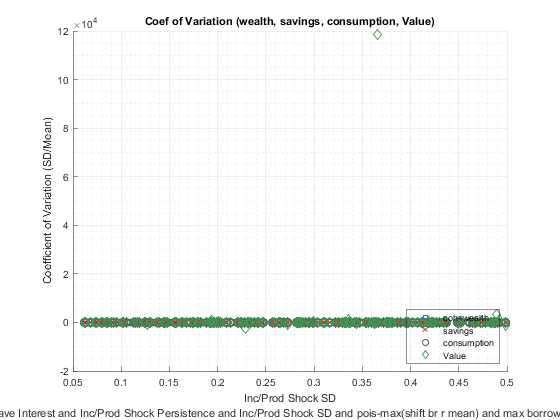 ×10⁴
Coef of Variation (wealth, savings, consumption, Value)
12
10
8
6
4
2
0
-2
Coefficient of Variation (SD/Mean)
0.05 0.1 0.15 0.2 0.25 0.3 0.35 0.4 0.45 0.5
Inc/Prod Shock SD
savings
consumption
Value
ave Interest and Inc/Prod Shock Persistence and Inc/Prod Shock SD and pois-max(shift br r mean) and max borrow